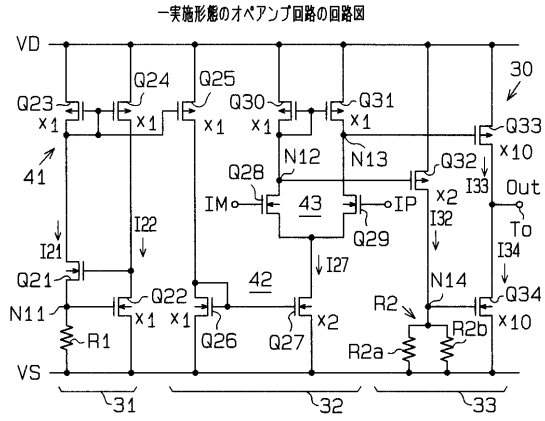 一実施形態のオペアンプ回路の回路図
VD
Q23 Q24 Q25 Q30 Q31 30
x1 x1 x1 x1 x1 Q33
41 N12 N13 Q32 x10
Q28 I33
IM 43 IP x2 Out
I21 I22 Q29 I32 To
Q21 I27 I34
42 N14
N11 Q22 R2 Q34
x1 x1 x2 x10
R1 Q26 Q27 R2a R2b
VS
31 32 33